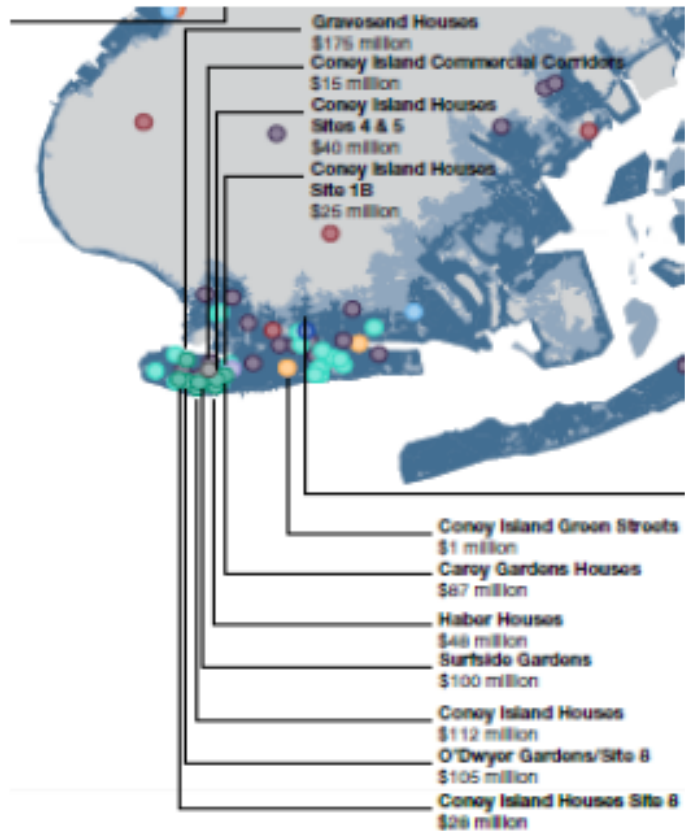 Gravesend Houses
$175 million
Coney Island Commercial Corridors
$15 million
Coney Island Houses
Sites 4 & 5
$40 million
Coney Island Houses
Site 1B
$25 million
Coney Island Green Streets
$1 million
Carey Gardens Houses
$87 million
Haber Houses
$48 million
Surfside Gardens
$100 million
Coney Island Houses
$112 million
O'Dwyer Gardens/Site 8
$105 million
Coney Island Houses Site 8
$28 million